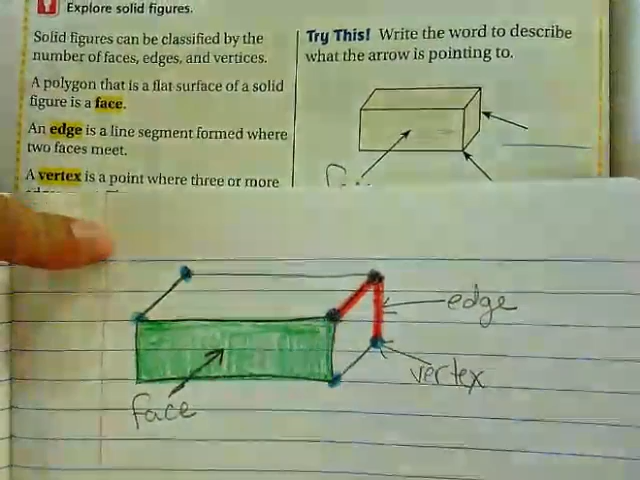 Explore solid figures.
Solid figures can be classified by the
number of faces, edges, and vertices.
A polygon that is a flat surface of a solid
figure is a face.
An edge is a line segment formed where
two faces meet.
A vertex is a point where three or more
Try This! Write the word to describe
what the arrow is pointing to.
edge
vertex
face